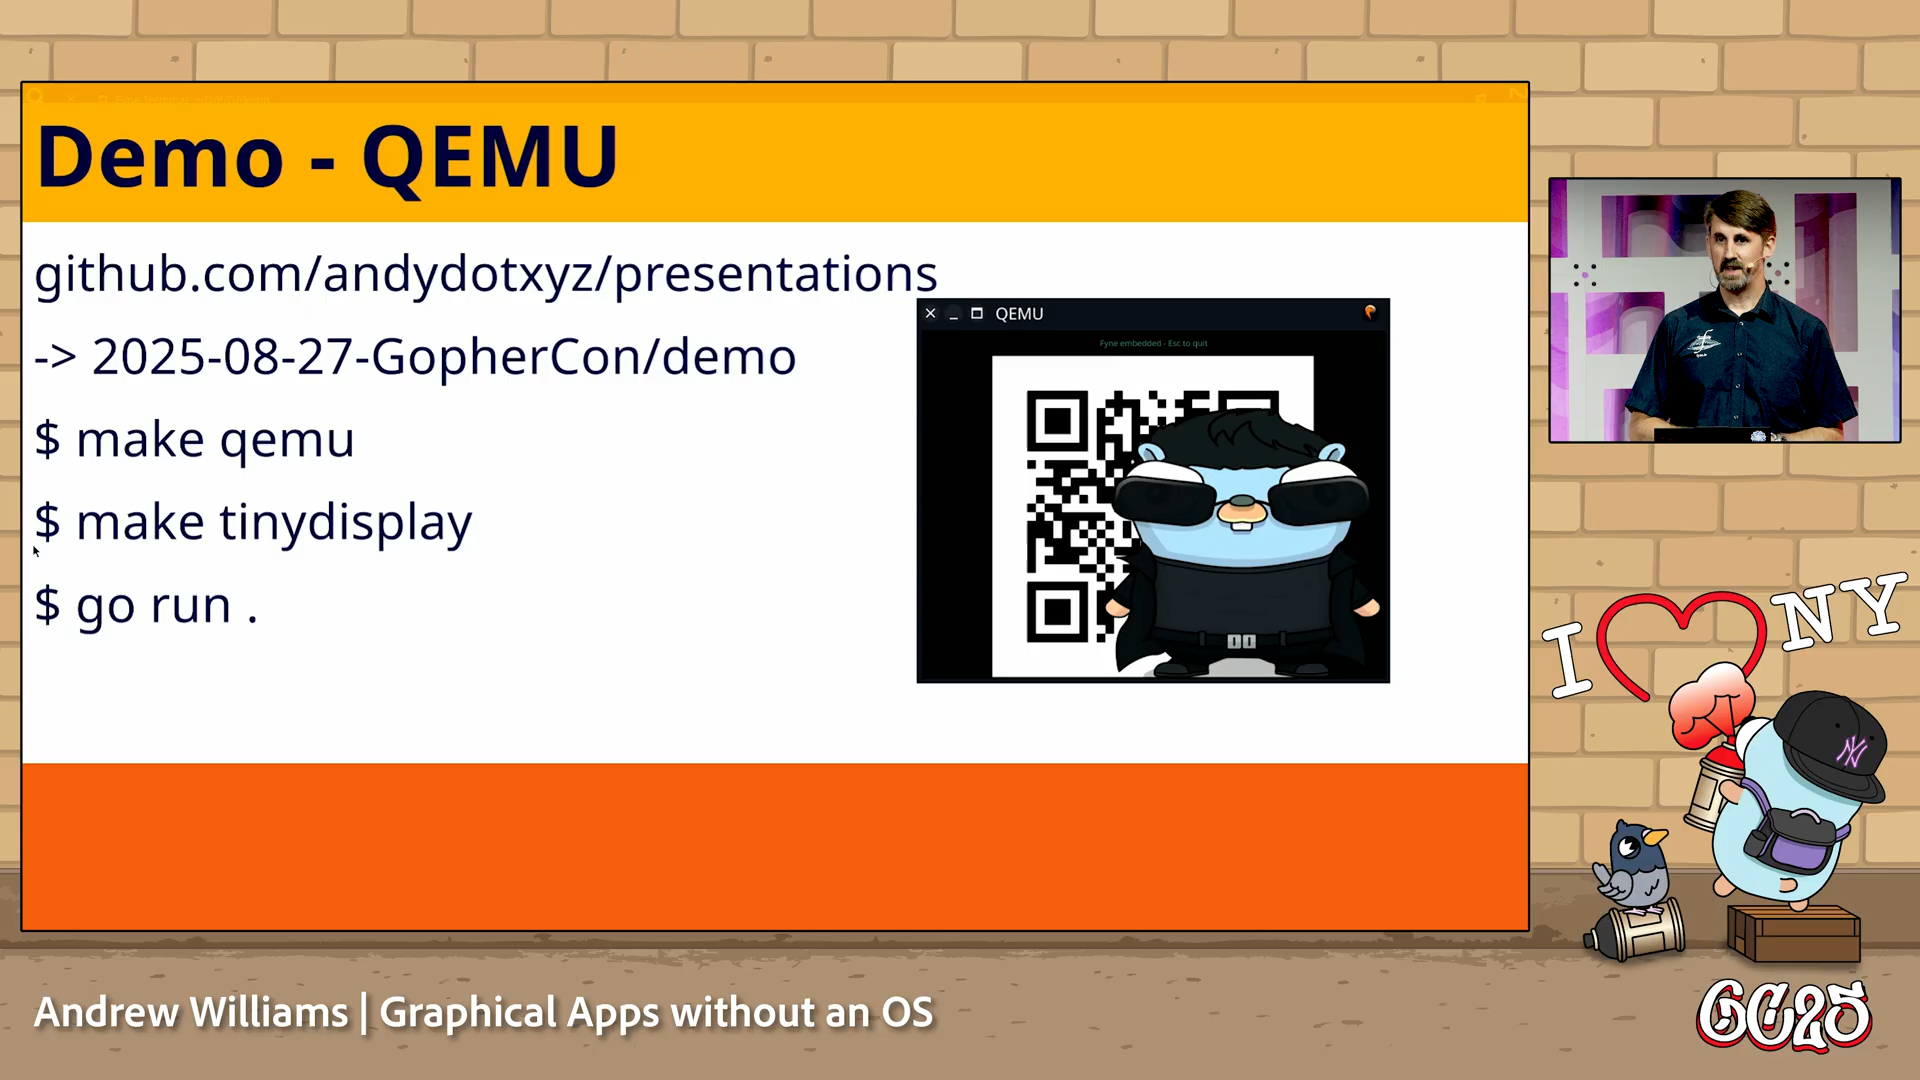 Demo - QEMU
github.com/andydotxyz/presentations
-> 2025-08-27-GopherCon/demo
$ make qemu
$ make tinydisplay
$ go run .
QEMU
Fyne embedded - Esc to quit
I NY
NY
Andrew Williams | Graphical Apps without an OS
GC25